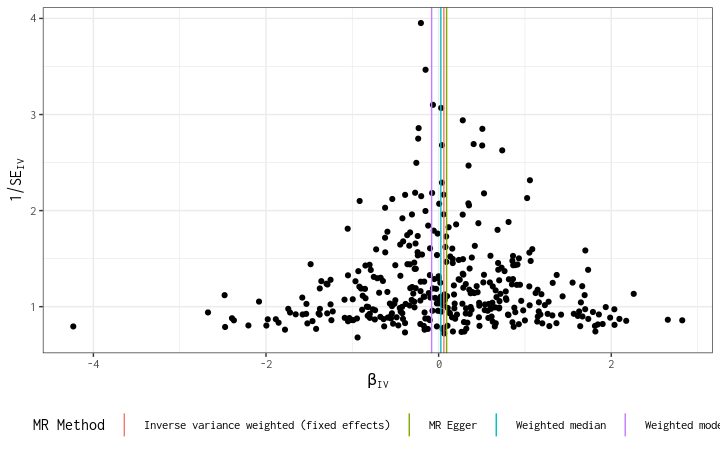 4
3
2
1
1/SE_IV
-4
-2
0
2
β_IV
MR Method Inverse variance weighted (fixed effects) MR Egger Weighted median Weighted mode